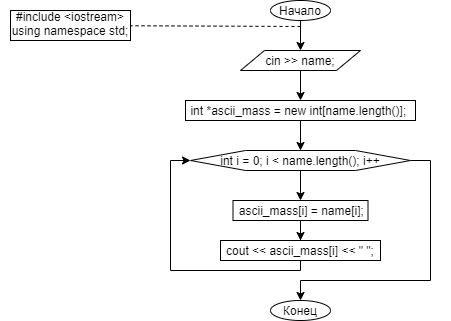 #include <iostream>
using namespace std;
Начало
cin >> name;
int *ascii_mass = new int[name.length()];
int i = 0; i < name.length(); i++
ascii_mass[i] = name[i];
cout << ascii_mass[i] << " ";
Конец